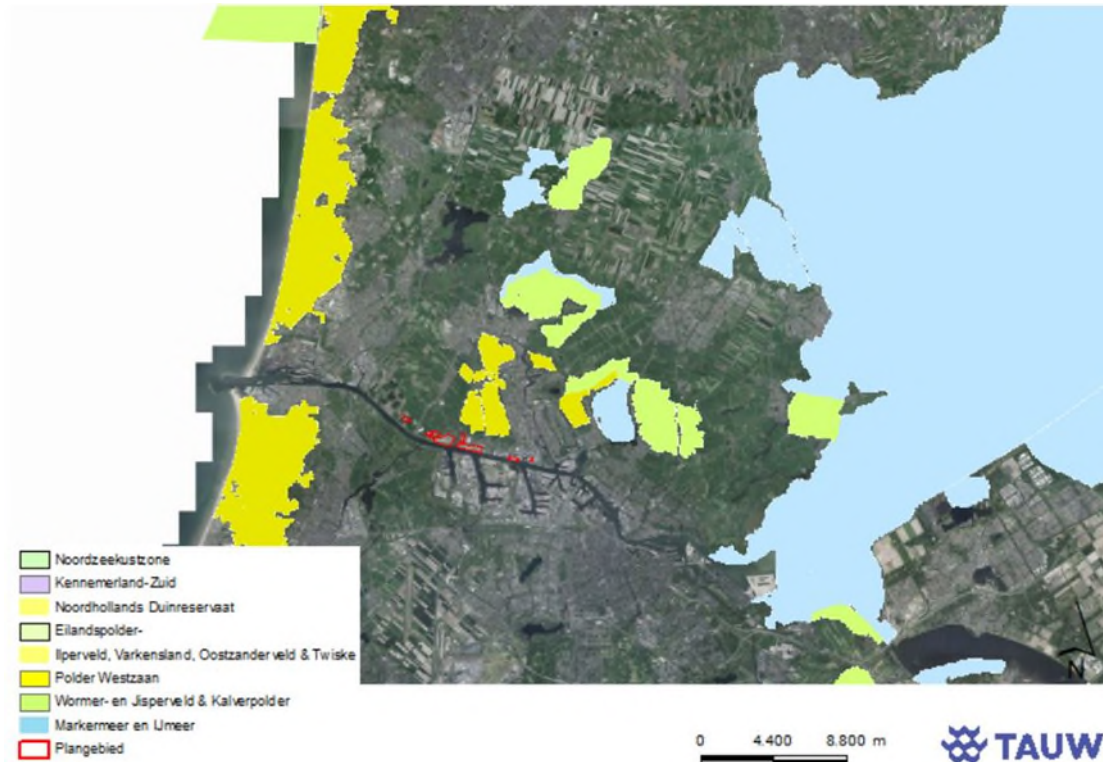 Noordzeekustzone
Kennemerland-Zuid
Noordhollands Duinreservaat
Eilandspolder-
Ilperveld, Varkensland, Oostzanderveld & Twiske
Polder Westzaan
Wormer- en Jisperveld & Kalverpolder
Markermeer en IJmeer
Plangebied
0 4.400 8.800 m
N
TAUW